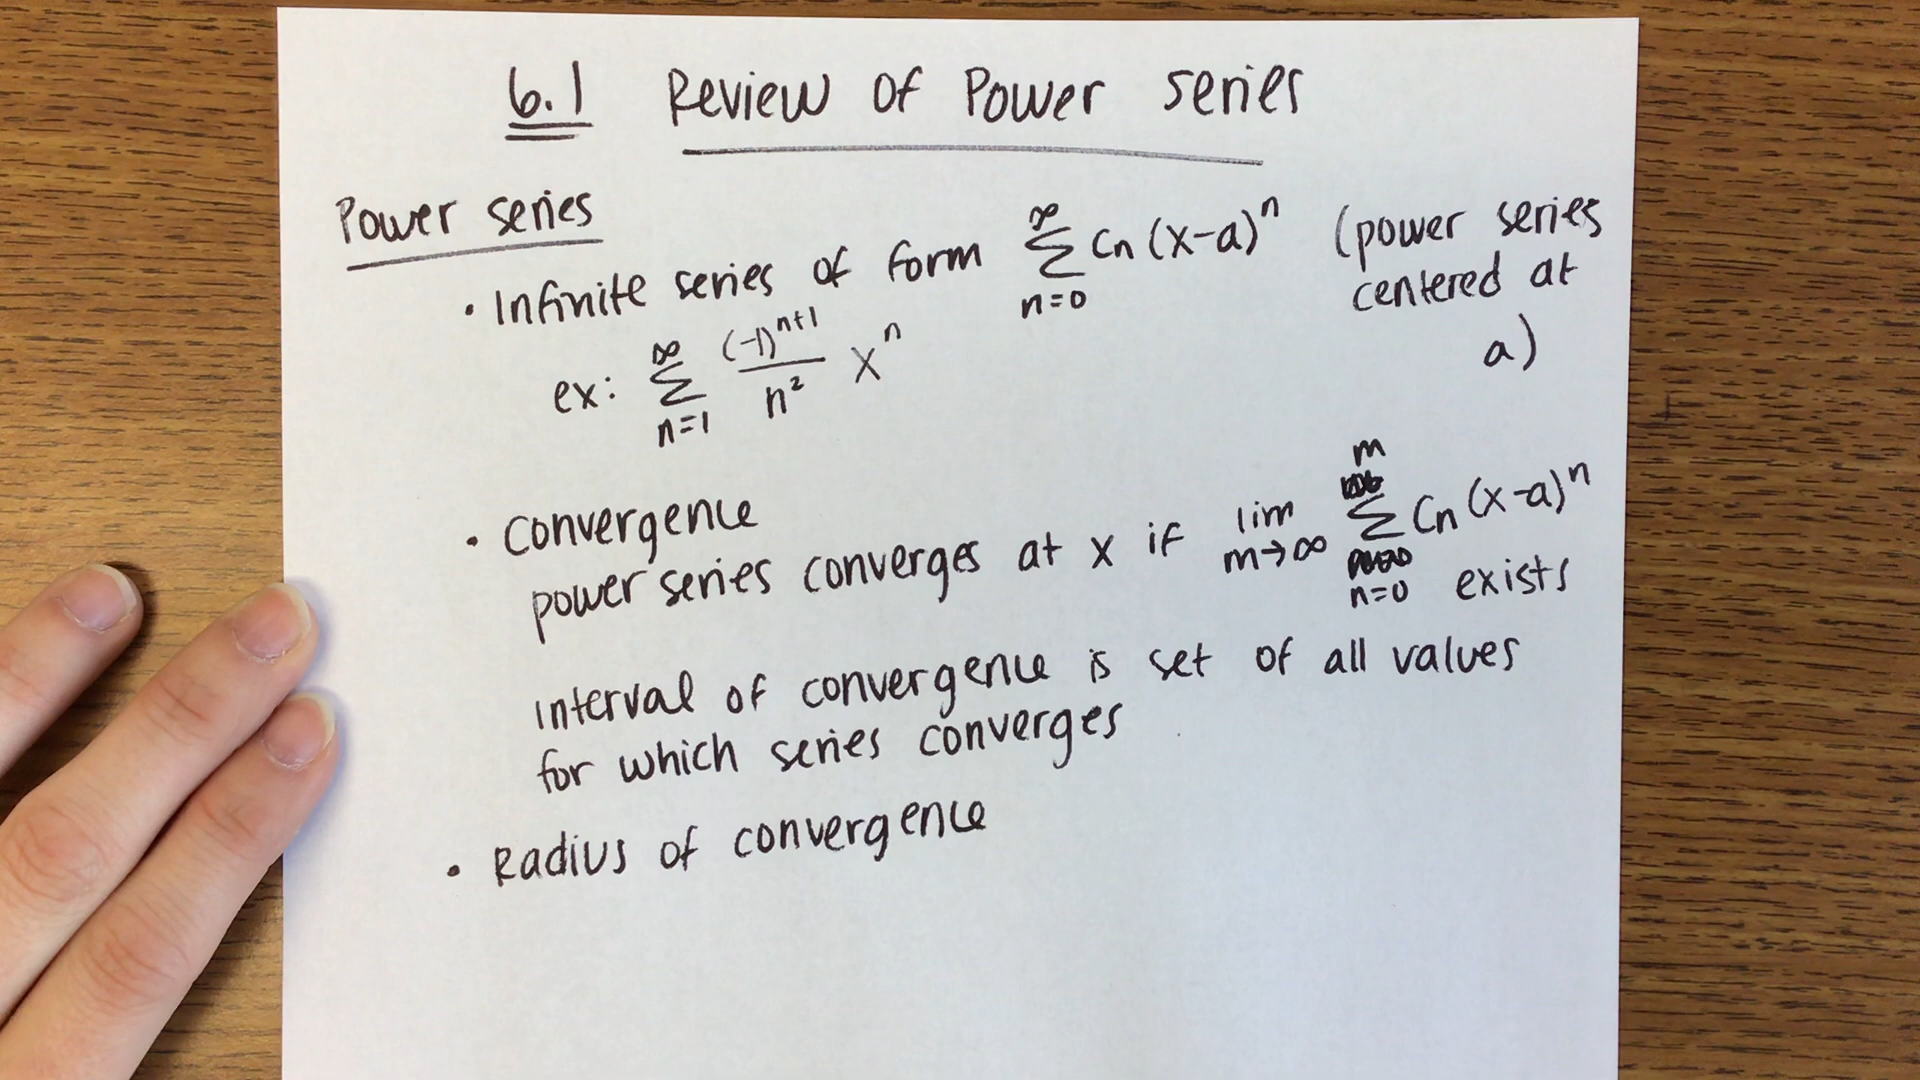 6.1 Review of Power series
Power series
• Infinite series of form ∑_{n=0}^{∞} Cn (x-a)^n (power series
centered at
a)
ex: ∑_{n=1}^{∞} (-1)^{n+1}/n² x^n
• Convergence
power series converges at x if lim_{m→∞} ∑_{n=0}^{m} Cn (x-a)^n
exists
interval of convergence is set of all values
for which series converges
• Radius of convergence